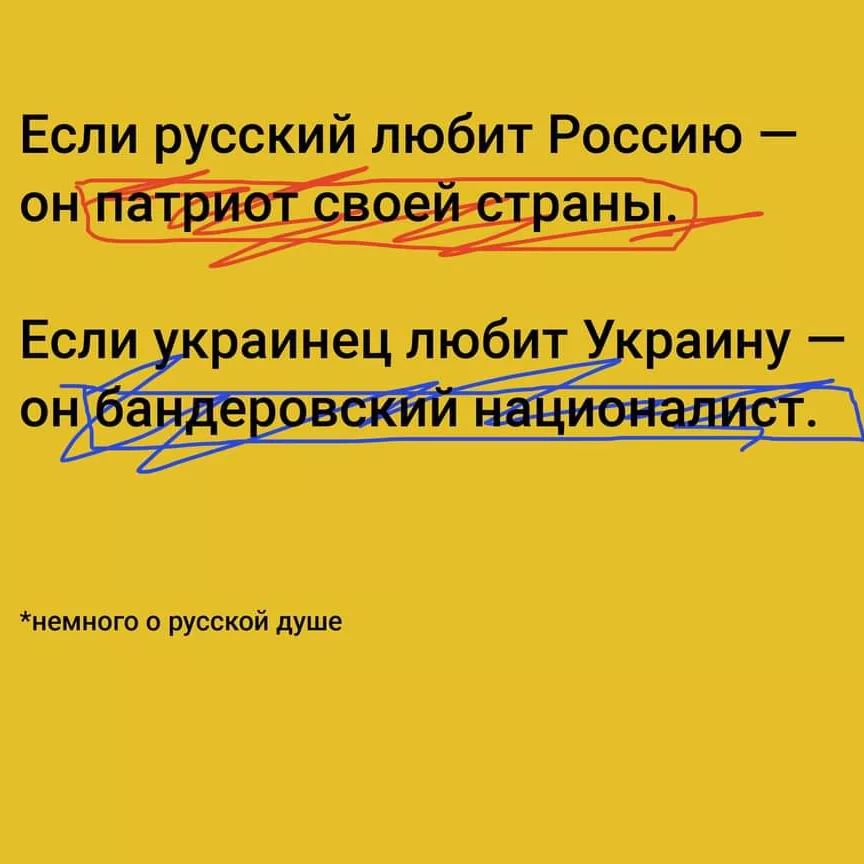 Если русский любит Россию —
он патриот своей страны.
Если украинец любит Украину —
он бандеровский националист.
*немного о русской душе